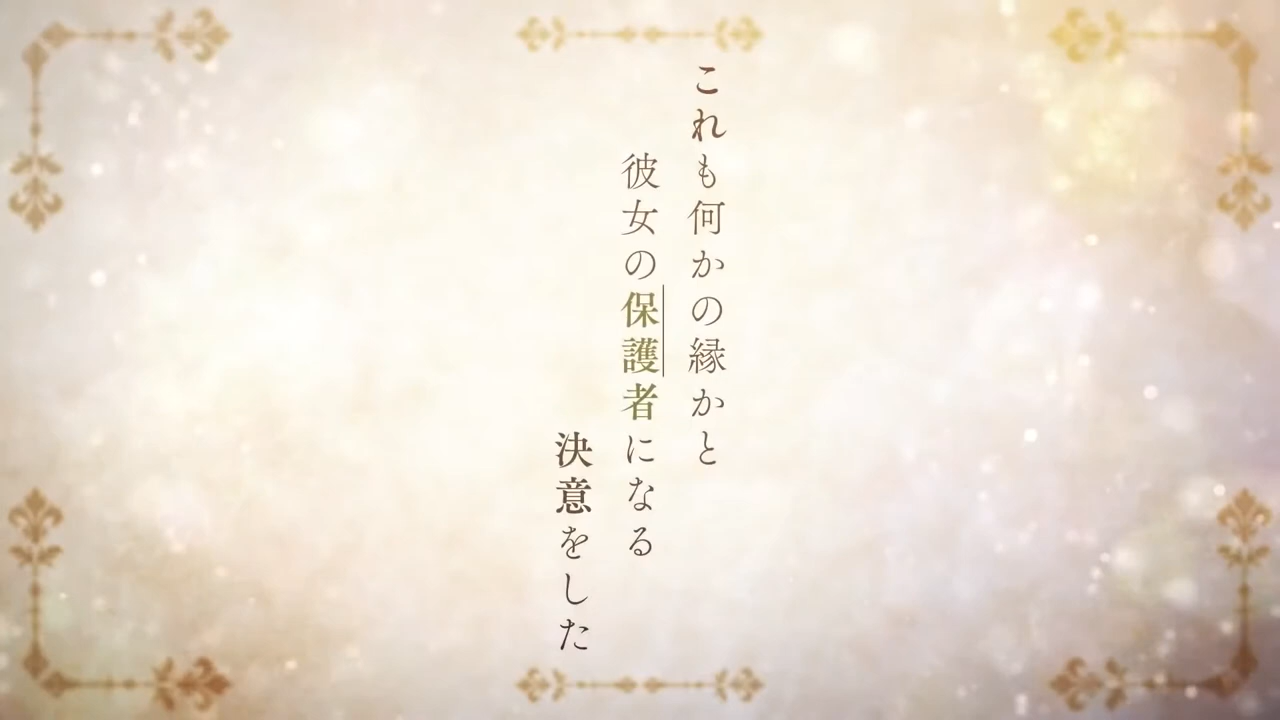 これも何かの縁かと
彼女の保護者になる
決意をした